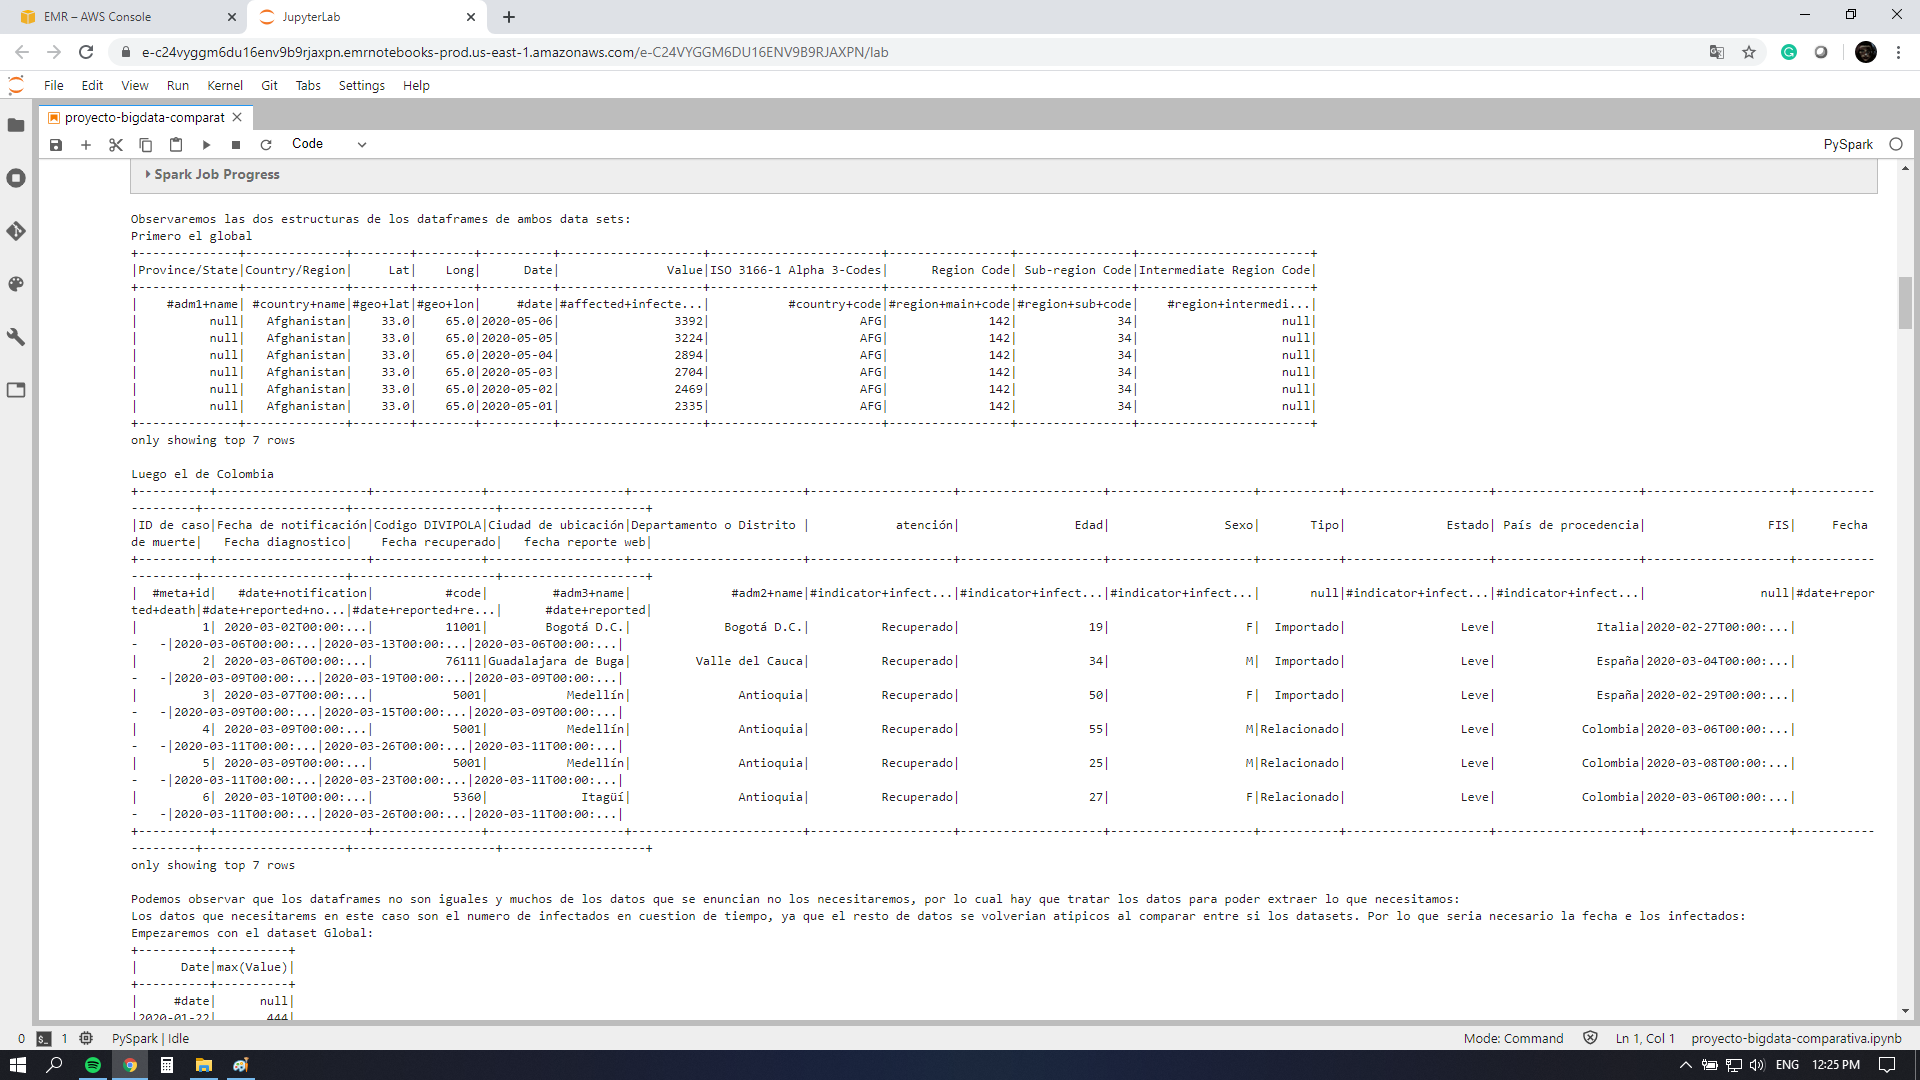 EMR – AWS Console
JupyterLab
e-c24vyggm6du16env9b9rjaxpn.emrnotebooks-prod.us-east-1.amazonaws.com/e-C24VYGGM6DU16ENV9B9RJAXPN/lab
File Edit View Run Kernel Git Tabs Settings Help
proyecto-bigdata-comparat
Code
PySpark
Spark Job Progress
Observaremos las dos estructuras de los dataframes de ambos data sets:
Primero el global
+--------------+--------------+--------+--------+----------+--------------------+------------------------+-----------------+----------------+------------------------+
|Province/State|Country/Region|     Lat|    Long|      Date|               Value|ISO 3166-1 Alpha 3-Codes|      Region Code| Sub-region Code|Intermediate Region Code|
+--------------+--------------+--------+--------+----------+--------------------+------------------------+-----------------+----------------+------------------------+
|    #adm1+name| #country+name|#geo+lat|#geo+lon|     #date|#affected+infecte...|           #country+code|#region+main+code|#region+sub+code|    #region+intermedi...|
|          null|   Afghanistan|    33.0|    65.0|2020-05-06|                3392|                     AFG|              142|              34|                    null|
|          null|   Afghanistan|    33.0|    65.0|2020-05-05|                3224|                     AFG|              142|              34|                    null|
|          null|   Afghanistan|    33.0|    65.0|2020-05-04|                2894|                     AFG|              142|              34|                    null|
|          null|   Afghanistan|    33.0|    65.0|2020-05-03|                2704|                     AFG|              142|              34|                    null|
|          null|   Afghanistan|    33.0|    65.0|2020-05-02|                2469|                     AFG|              142|              34|                    null|
|          null|   Afghanistan|    33.0|    65.0|2020-05-01|                2335|                     AFG|              142|              34|                    null|
+--------------+--------------+--------+--------+----------+--------------------+------------------------+-----------------+----------------+------------------------+
only showing top 7 rows
Luego el de Colombia
+----------+---------------------+---------------+-------------------+------------------------+--------------------+--------------------+--------------------+-----------+--------------------+--------------------+--------------------+-----------
---------+-------------------+--------------------+--------------------+
|ID de caso|Fecha de notificación|Codigo DIVIPOLA|Ciudad de ubicación|Departamento o Distrito |            atención|                Edad|                Sexo|       Tipo|              Estado| País de procedencia|                 FIS|     Fecha
de muerte|   Fecha diagnostico|    Fecha recuperado|   fecha reporte web|
+----------+---------------------+---------------+-------------------+------------------------+--------------------+--------------------+--------------------+-----------+--------------------+--------------------+--------------------+-----------
---------+-------------------+--------------------+--------------------+
|  #meta+id|   #date+notification|          #code|         #adm3+name|              #adm2+name|#indicator+infect...|#indicator+infect...|#indicator+infect...|       null|#indicator+infect...|#indicator+infect...|                null|#date+repor
ted+death|#date+reported+no...|#date+reported+re...|      #date+reported|
|         1| 2020-03-02T00:00:...|          11001|        Bogotá D.C.|             Bogotá D.C.|          Recuperado|                  19|                   F|  Importado|                Leve|              Italia|2020-02-27T00:00:...|
-   -|2020-03-06T00:00:...|2020-03-13T00:00:...|2020-03-06T00:00:...|
|         2| 2020-03-06T00:00:...|          76111|Guadalajara de Buga|         Valle del Cauca|          Recuperado|                  34|                   M|  Importado|                Leve|              España|2020-03-04T00:00:...|
-   -|2020-03-09T00:00:...|2020-03-19T00:00:...|2020-03-09T00:00:...|
|         3| 2020-03-07T00:00:...|           5001|           Medellín|               Antioquia|          Recuperado|                  50|                   F|  Importado|                Leve|              España|2020-02-29T00:00:...|
-   -|2020-03-09T00:00:...|2020-03-15T00:00:...|2020-03-09T00:00:...|
|         4| 2020-03-09T00:00:...|           5001|           Medellín|               Antioquia|          Recuperado|                  55|                   M|Relacionado|                Leve|            Colombia|2020-03-06T00:00:...|
-   -|2020-03-11T00:00:...|2020-03-26T00:00:...|2020-03-11T00:00:...|
|         5| 2020-03-09T00:00:...|           5001|           Medellín|               Antioquia|          Recuperado|                  25|                   M|Relacionado|                Leve|            Colombia|2020-03-08T00:00:...|
-   -|2020-03-11T00:00:...|2020-03-23T00:00:...|2020-03-11T00:00:...|
|         6| 2020-03-10T00:00:...|           5360|             Itagüí|               Antioquia|          Recuperado|                  27|                   F|Relacionado|                Leve|            Colombia|2020-03-06T00:00:...|
-   -|2020-03-11T00:00:...|2020-03-26T00:00:...|2020-03-11T00:00:...|
+----------+---------------------+---------------+-------------------+------------------------+--------------------+--------------------+--------------------+-----------+--------------------+--------------------+--------------------+-----------
---------+-------------------+--------------------+--------------------+
only showing top 7 rows
Podemos observar que los dataframes no son iguales y muchos de los datos que se enuncian no los necesitaremos, por lo cual hay que tratar los datos para poder extraer lo que necesitamos:
Los datos que necesitarems en este caso son el numero de infectados en cuestion de tiempo, ya que el resto de datos se volverian atipicos al comparar entre si los datasets. Por lo que seria necesario la fecha e los infectados:
Empezaremos con el dataset Global:
+----------+----------+
|      Date|max(Value)|
+----------+----------+
|     #date|      null|
|2020-01-22|       444|
0 1 PySpark | Idle
Mode: Command Ln 1, Col 1 proyecto-bigdata-comparativa.ipynb
ENG 12:25 PM